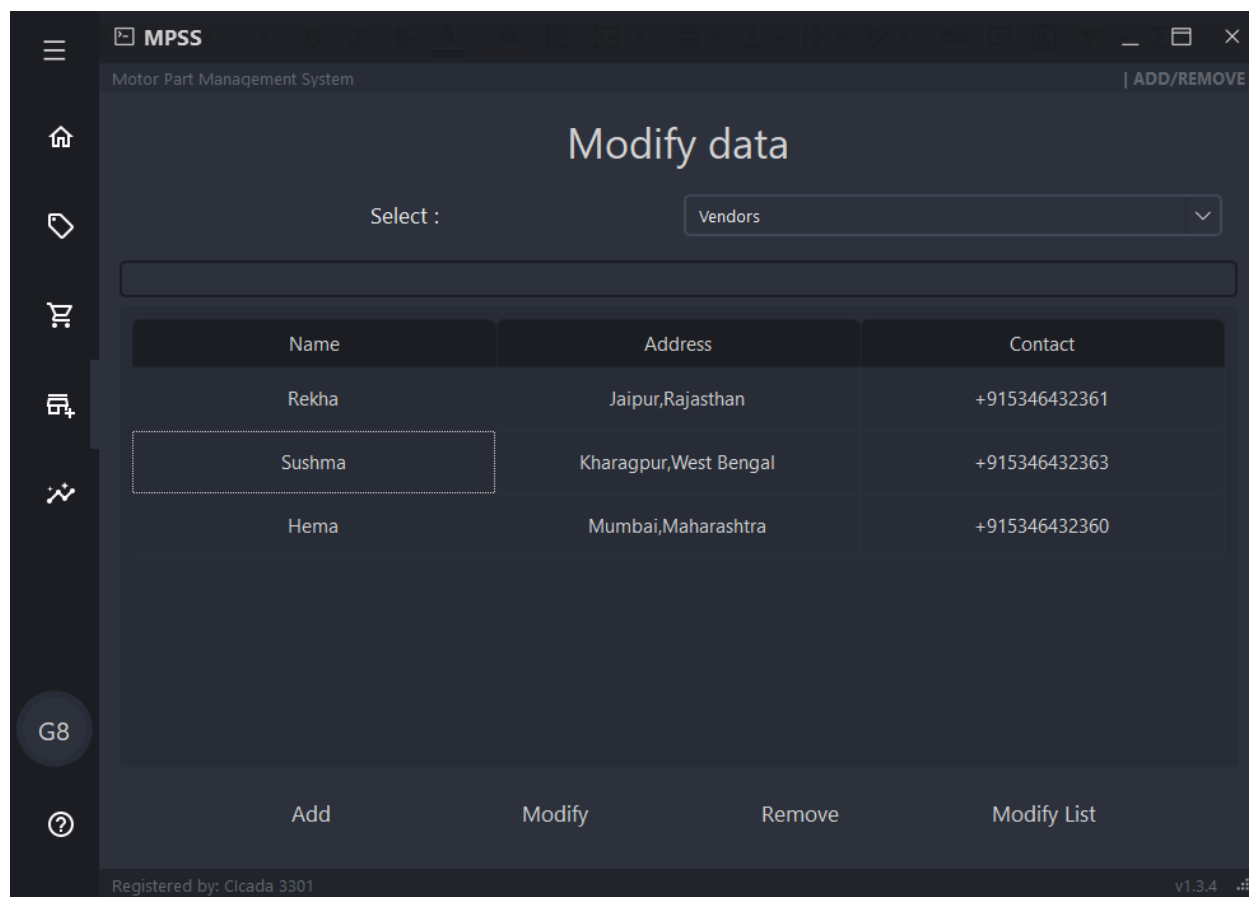 MPSS
Motor Part Management System | ADD/REMOVE
Modify data
Select : Vendors
Name Address Contact
Rekha Jaipur,Rajasthan +915346432361
Sushma Kharagpur,West Bengal +915346432363
Hema Mumbai,Maharashtra +915346432360
G8
Add Modify Remove Modify List
Registered by: CIcada 3301 v1.3.4